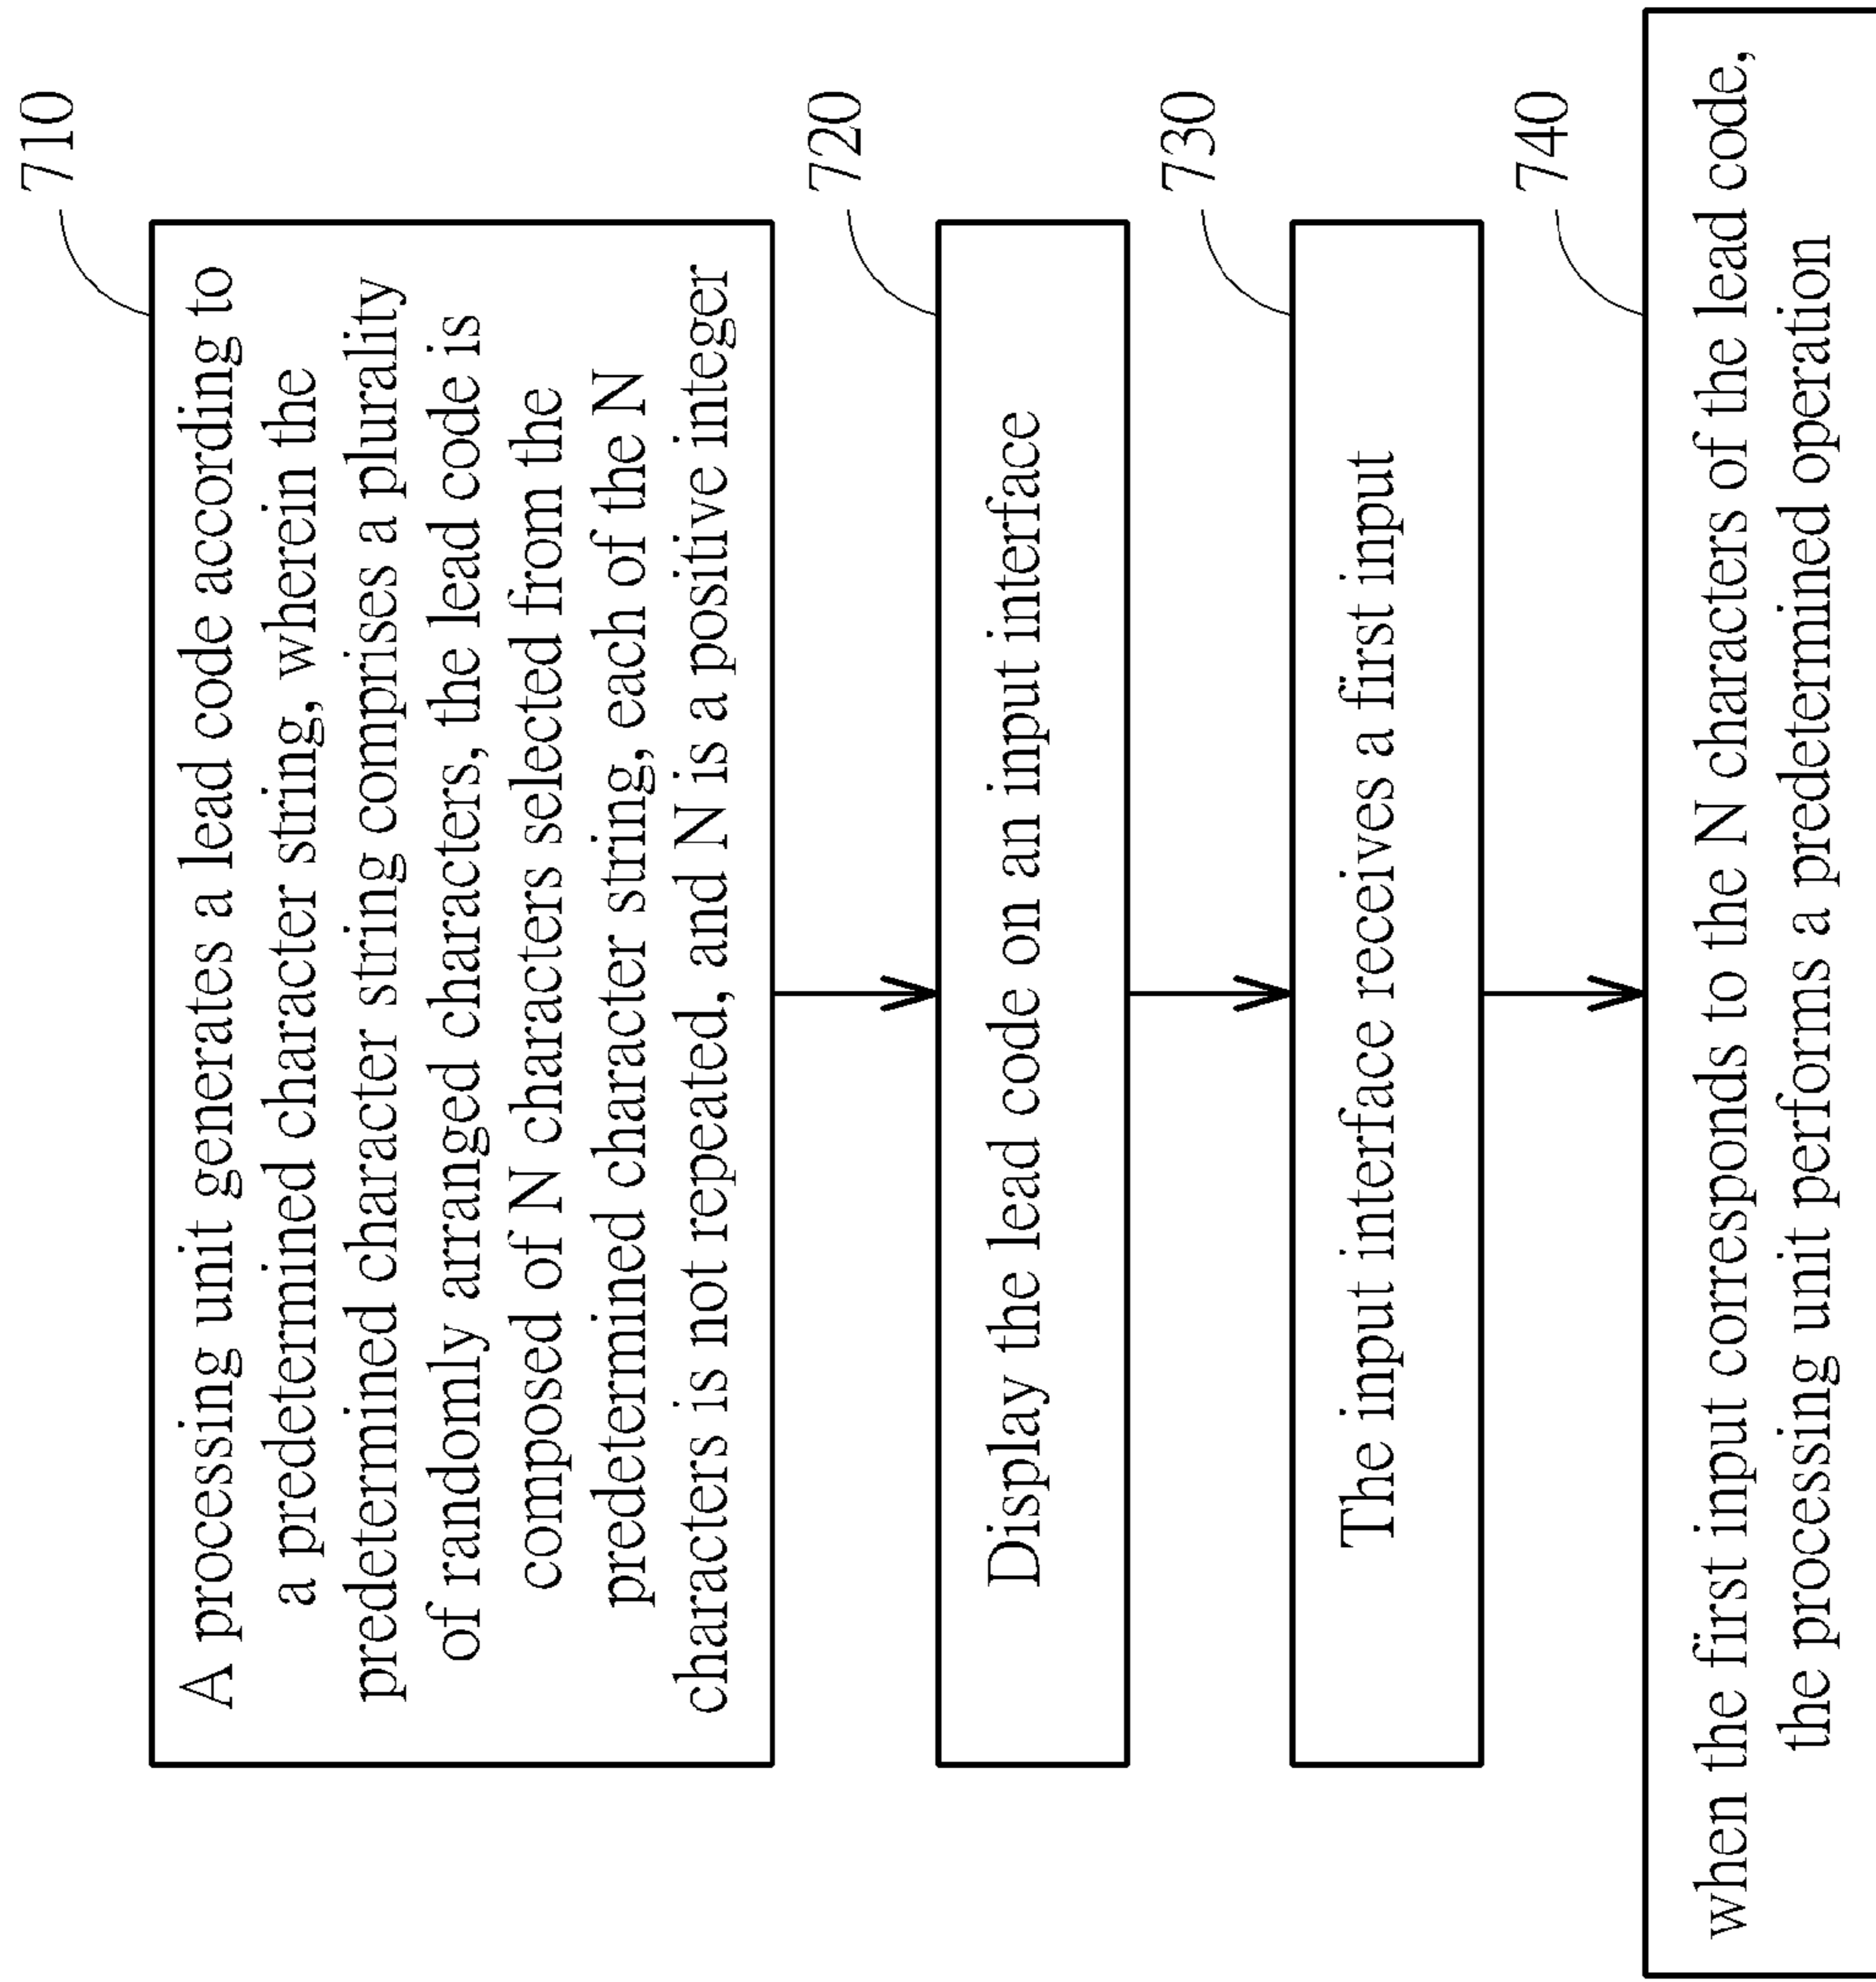 710
A processing unit generates a lead code according to
a predetermined character string, wherein the
predetermined character string comprises a plurality
of randomly arranged characters, the lead code is
composed of N characters selected from the
predetermined character string, each of the N
characters is not repeated, and N is a positive integer
720
Display the lead code on an input interface
730
The input interface receives a first input
740
when the first input corresponds to the N characters of the lead code,
the processing unit performs a predetermined operation